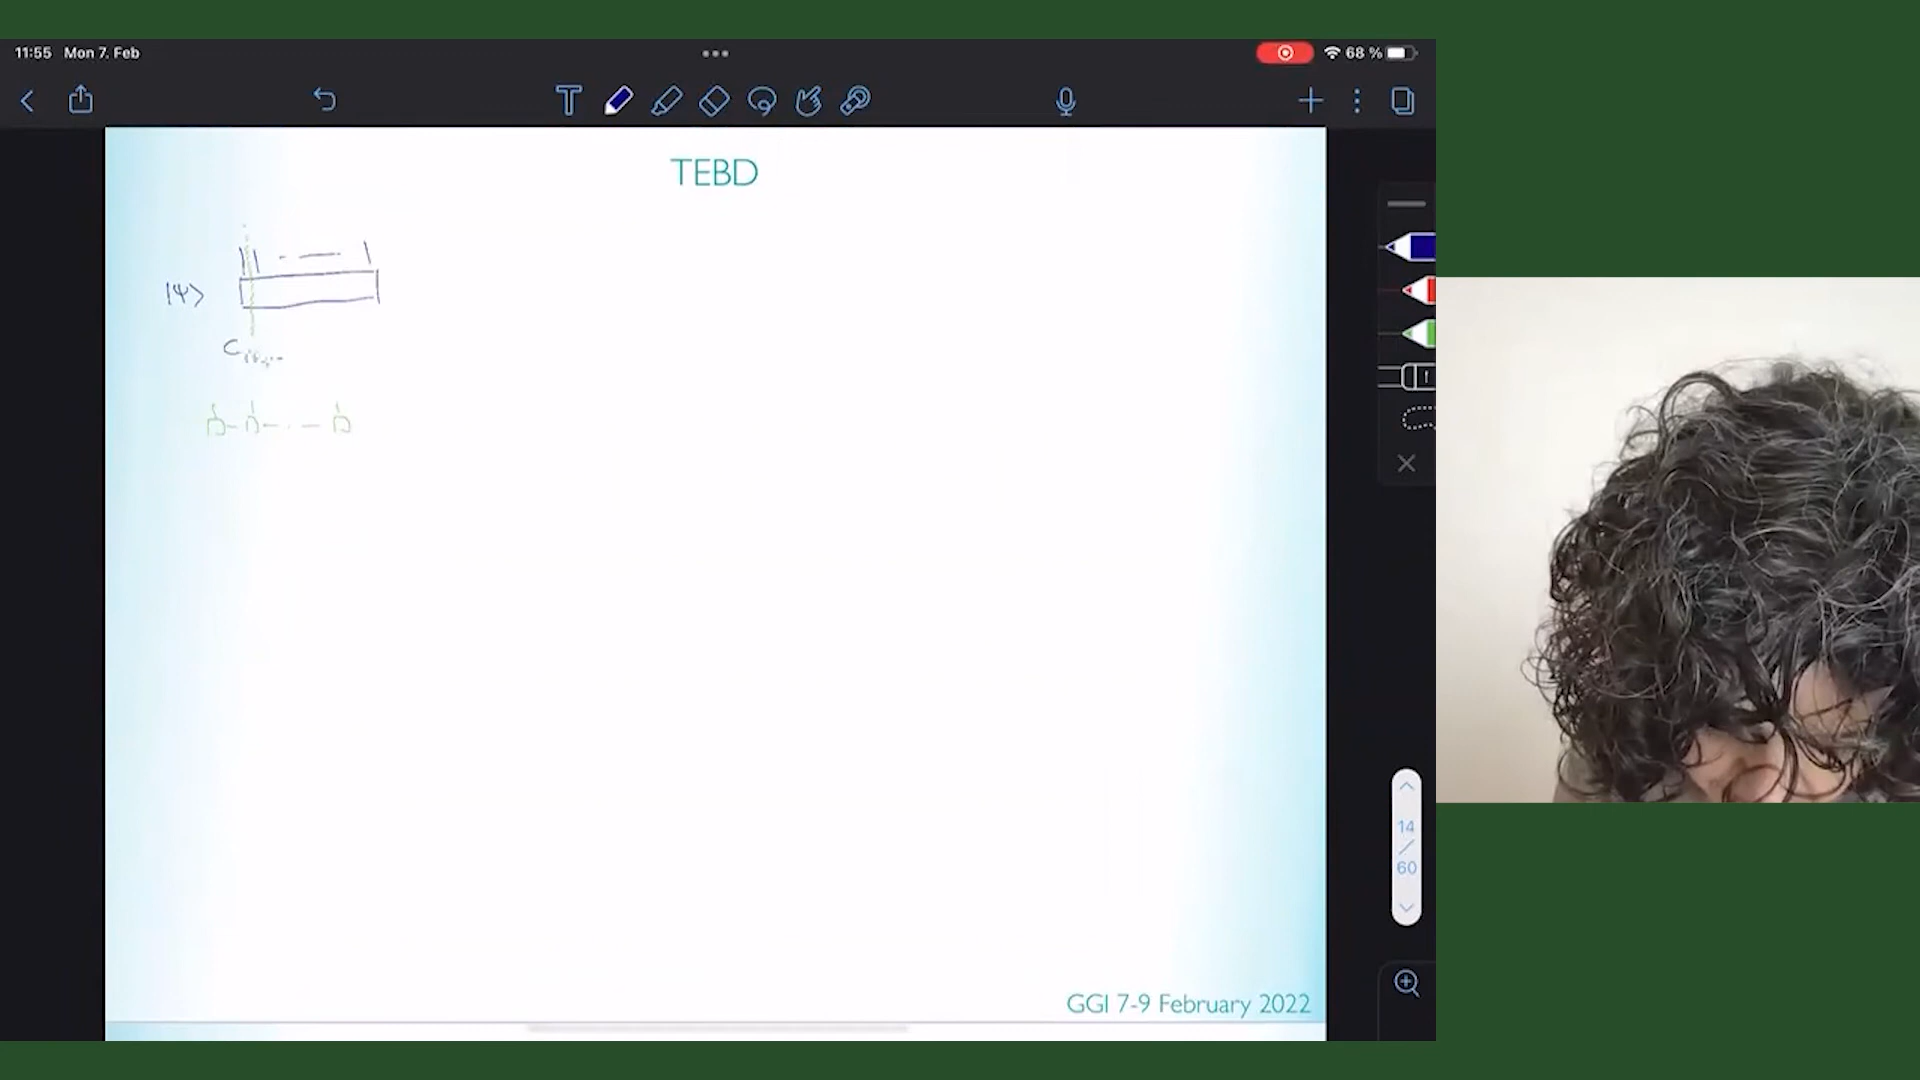 11:55 Mon 7. Feb
68 %
TEBD
|Ψ>
C
14
/
60
GGI 7-9 February 2022